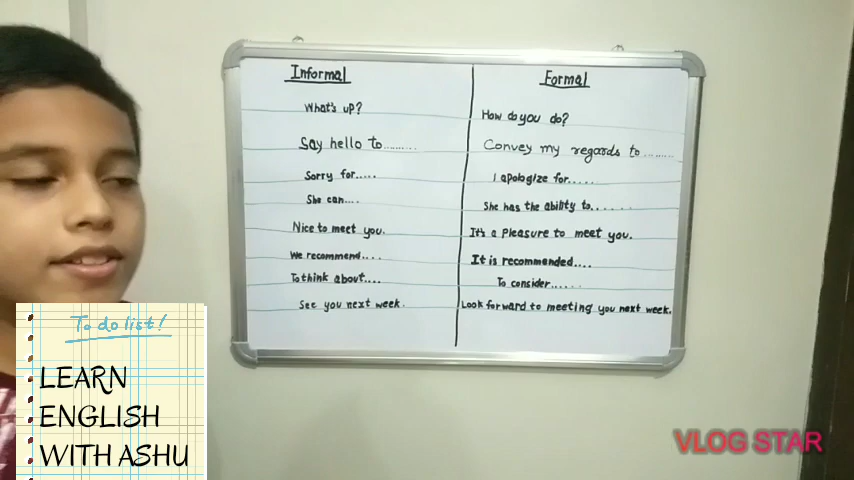 Informal
Formal
What's up?
How do you do?
Say hello to..........
Convey my regards to.........
Sorry for.....
I apologize for.....
She can....
She has the ability to.......
Nice to meet you.
It's a Pleasure to meet you.
We recommend....
It is recommended....
To think about....
To consider......
See you next week.
Look forward to meeting you next week.
To do list!
LEARN
ENGLISH
WITH ASHU
VLOG STAR